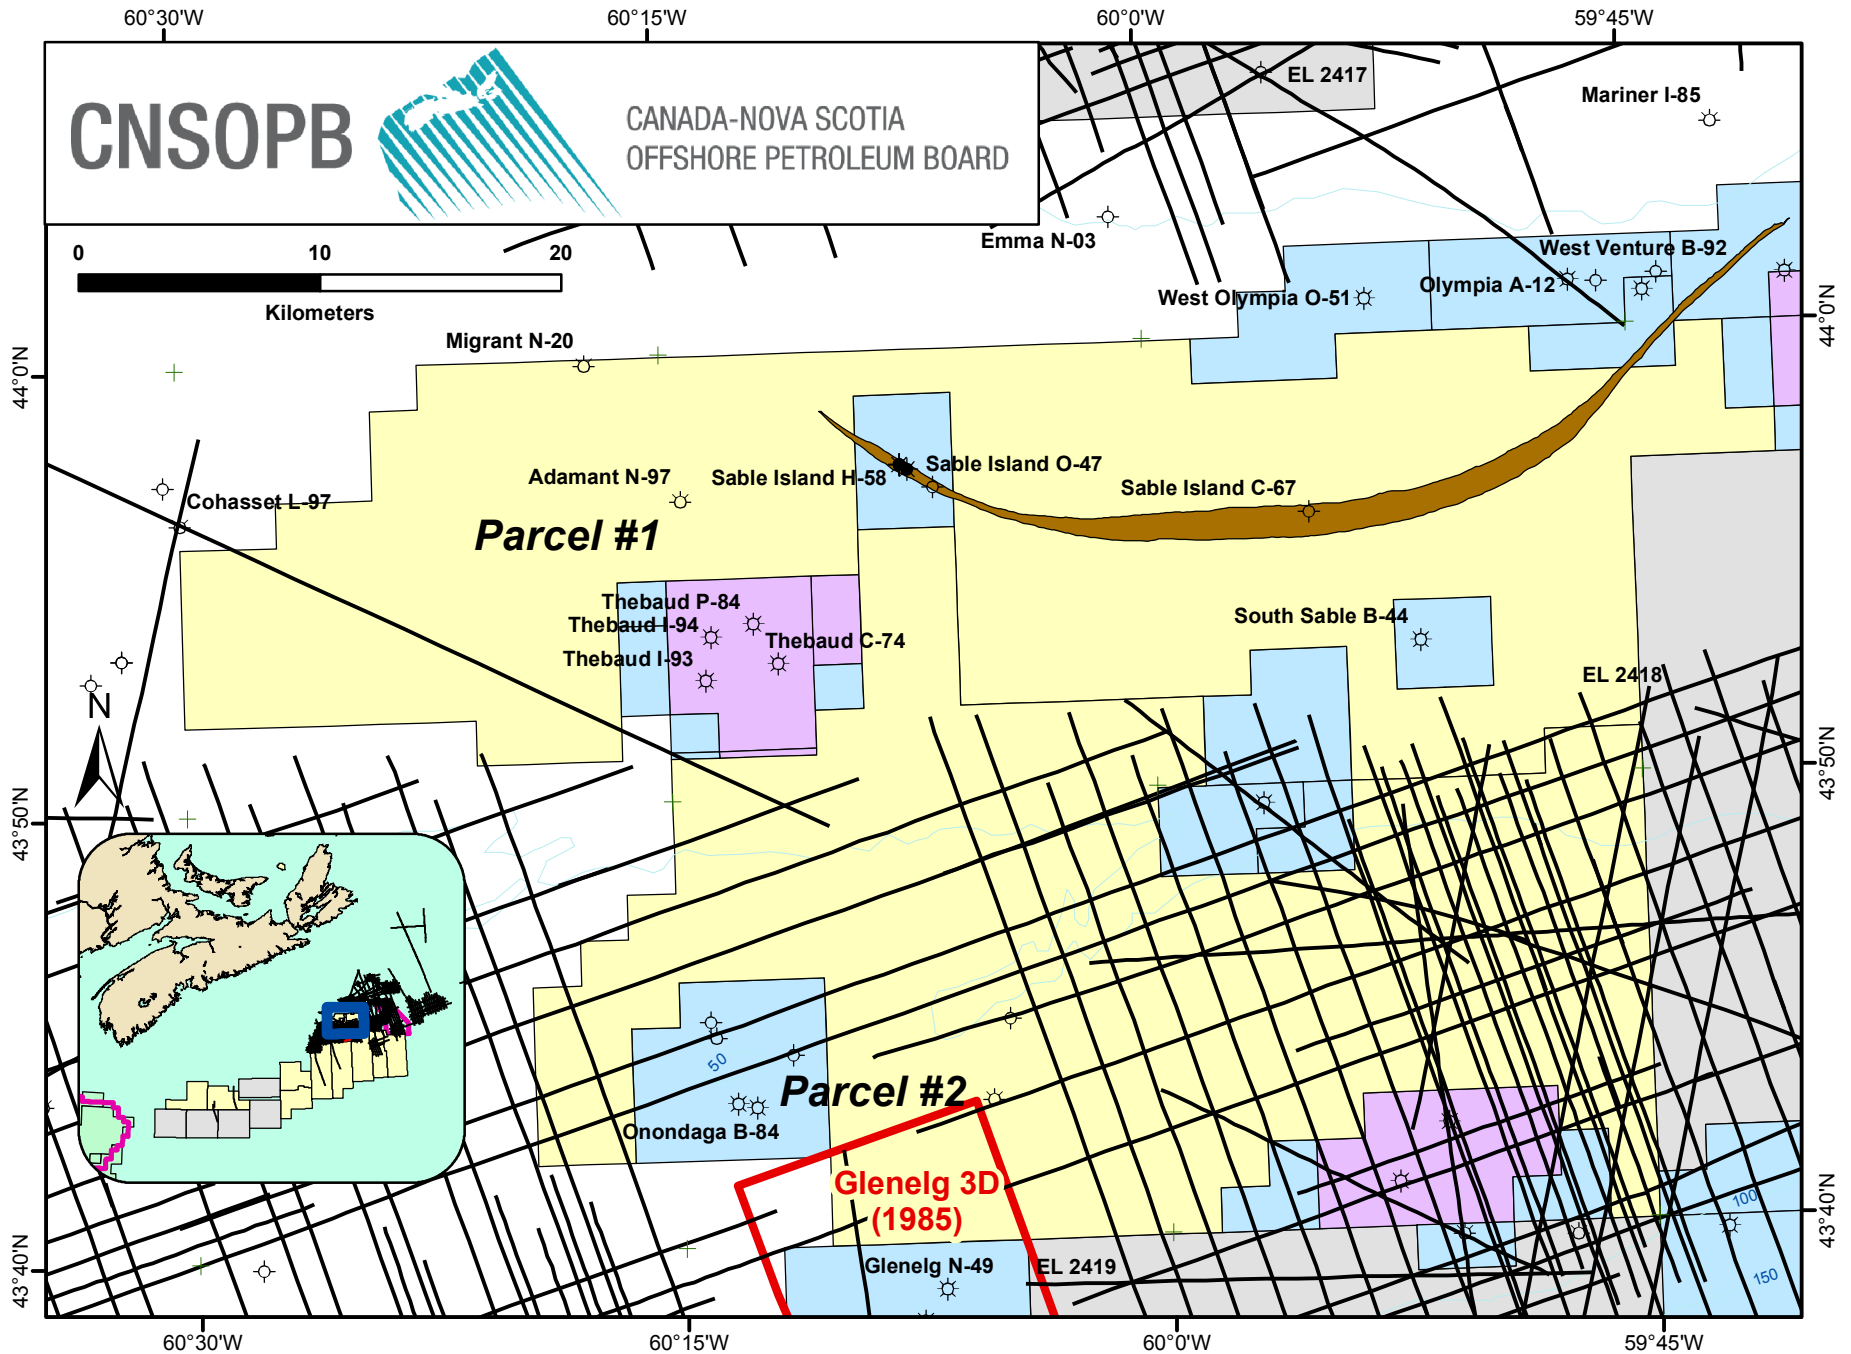 60°30'W 60°15'W 60°0'W 59°45'W
CNSOPB
CANADA-NOVA SCOTIA
OFFSHORE PETROLEUM BOARD
EL 2417
Mariner I-85
0 10 20
Kilometers
Emma N-03
West Venture B-92
Olympia A-12
West Olympia O-51
44°0'N
Migrant N-20
44°0'N
Adamant N-97
Sable Island H-58
Sable Island O-47
Sable Island C-67
Cohasset L-97
Parcel #1
Thebaud P-84
Thebaud I-94
Thebaud C-74
Thebaud I-93
South Sable B-44
EL 2418
N
43°50'N
43°50'N
50
Parcel #2
Onondaga B-84
Glenelg 3D
(1985)
100
43°40'N
Glenelg N-49
EL 2419
150
43°40'N
60°30'W 60°15'W 60°0'W 59°45'W